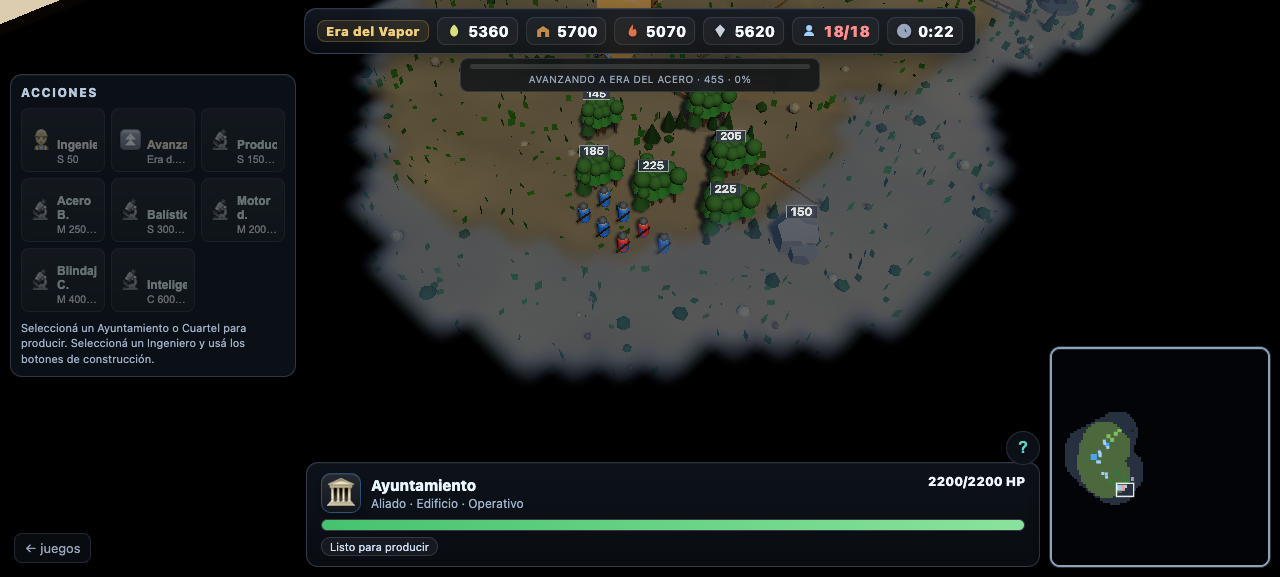 Era del Vapor
5360
5700
5070
5620
18/18
0:22
AVANZANDO A ERA DEL ACERO · 45S · 0%
ACCIONES
Ingenie
S 50
Avanza
Era d....
Produc
S 150...
Acero B.
M 250...
Balístic
S 300...
Motor d.
M 200...
Blindaj C.
M 400...
Intelige
C 600...
Seleccioná un Ayuntamiento o Cuartel para
producir. Seleccioná un Ingeniero y usá los
botones de construcción.
145
205
185
225
225
150
?
Ayuntamiento
2200/2200 HP
Aliado · Edificio · Operativo
Listo para producir
← juegos